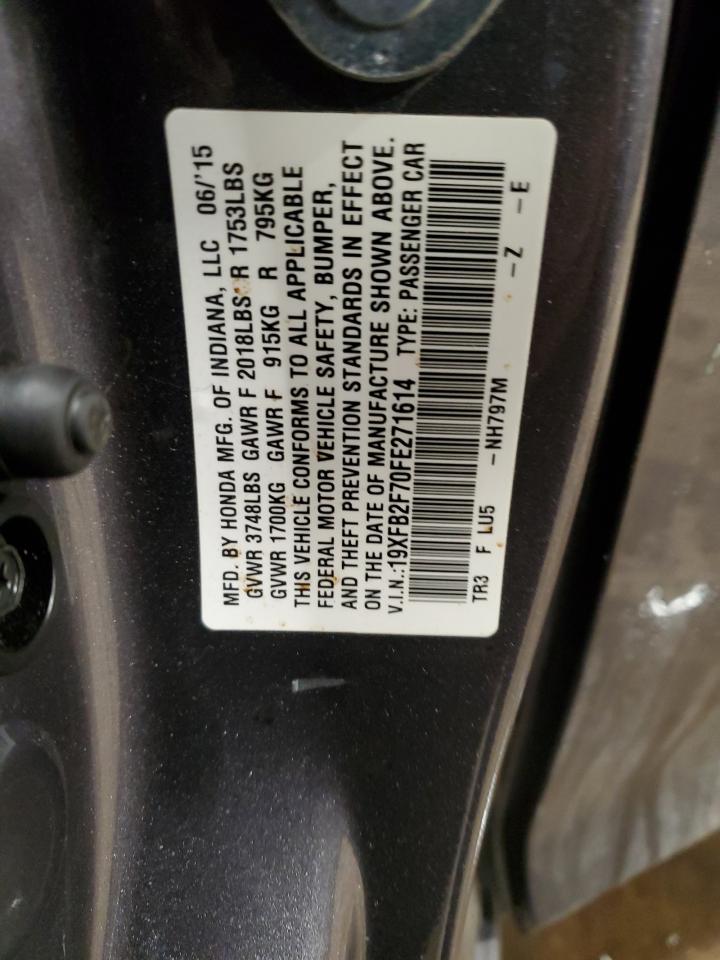 MFD. BY HONDA MFG. OF INDIANA, LLC 06/'15
GVWR 3748LBS GAWR F 2018LBS R 1753LBS
GVWR 1700KG GAWR F 915KG R 795KG
THIS VEHICLE CONFORMS TO ALL APPLICABLE
FEDERAL MOTOR VEHICLE SAFETY, BUMPER,
AND THEFT PREVENTION STANDARDS IN EFFECT
ON THE DATE OF MANUFACTURE SHOWN ABOVE.
V.I.N.:19XFB2F70FE271614 TYPE: PASSENGER CAR
TR3 F LU5 – NH797M – Z – E